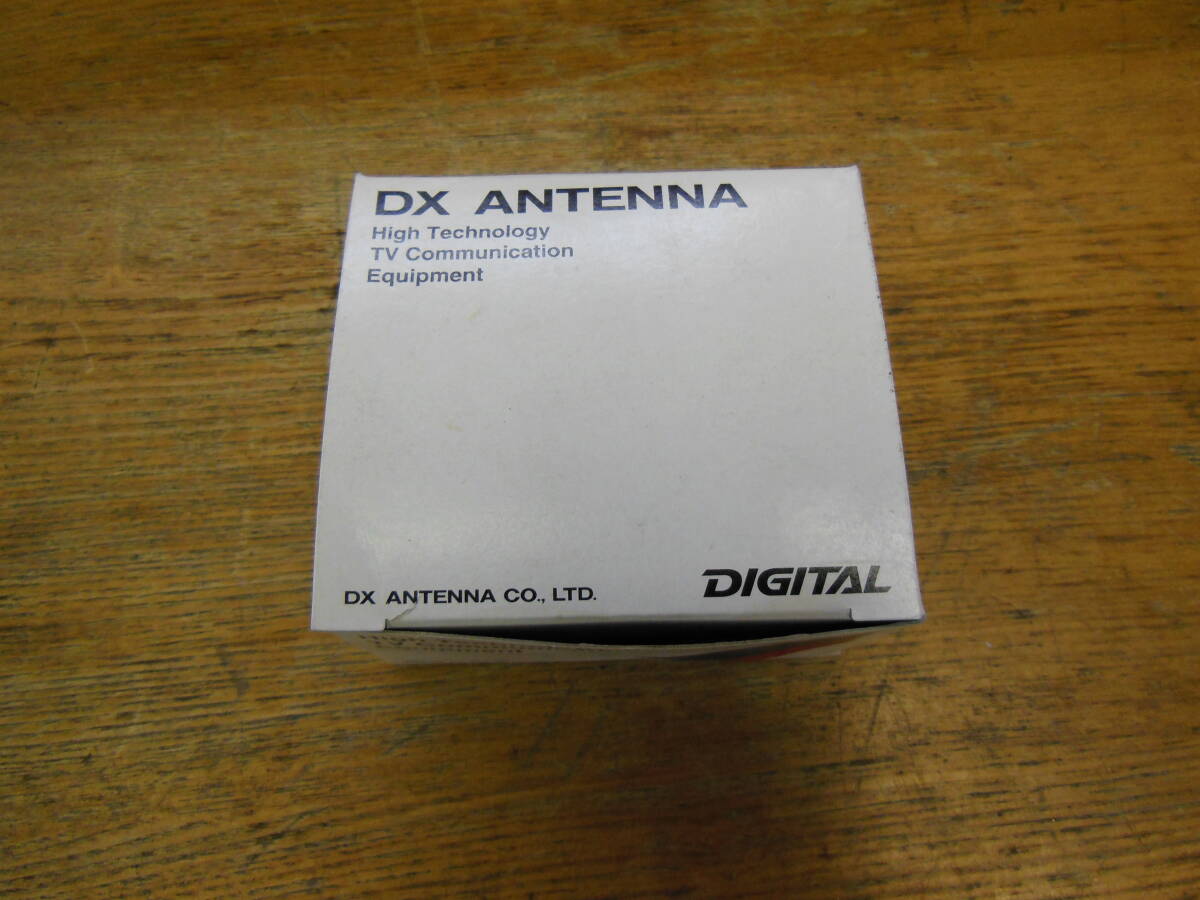 DX ANTENNA
High Technology
TV Communication
Equipment
DX ANTENNA CO., LTD.
DIGITAL